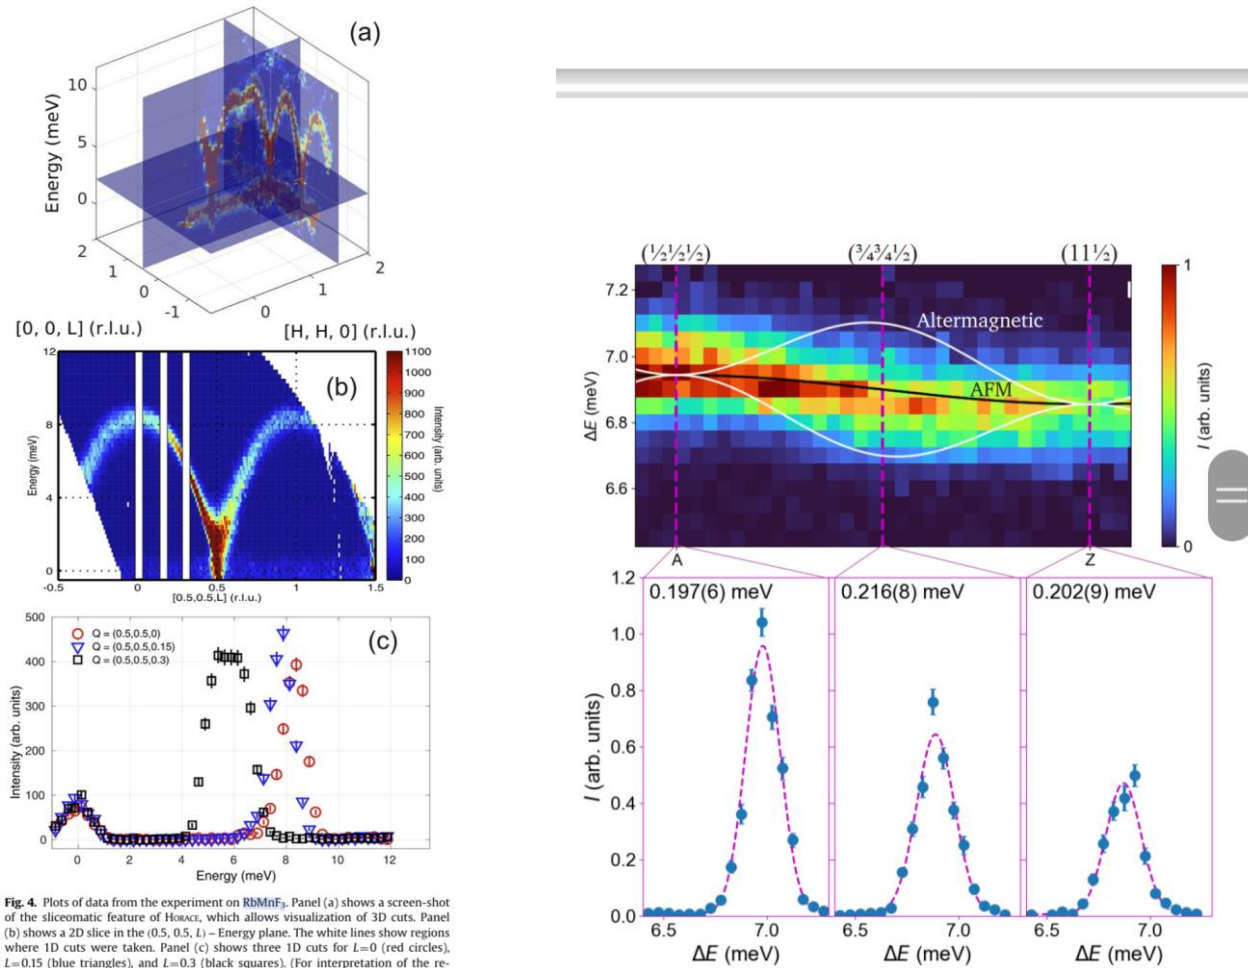 (a)
Energy (meV)
10
5
0
2
1
0
-1
0
1
2
[0, 0, L] (r.l.u.)
[H, H, 0] (r.l.u.)
(b)
12
8
4
0
Energy (meV)
-0.5
0
0.5
1
1.5
[0.5,0.5,L] (r.l.u.)
1100
1000
900
800
700
600
500
400
300
200
100
0
Intensity (arb. units)
(c)
Q = (0.5,0.5,0)
Q = (0.5,0.5,0.15)
Q = (0.5,0.5,0.3)
500
400
300
200
100
0
Intensity (arb. units)
0
2
4
6
8
10
12
Energy (meV)
Fig. 4. Plots of data from the experiment on RbMnF3. Panel (a) shows a screen-shot
of the sliceomatic feature of HORACE, which allows visualization of 3D cuts. Panel
(b) shows a 2D slice in the (0.5, 0.5, L) – Energy plane. The white lines show regions
where 1D cuts were taken. Panel (c) shows three 1D cuts for L=0 (red circles),
L=0.15 (blue triangles), and L=0.3 (black squares). (For interpretation of the re-
(½½½)
(¾¾½)
(11½)
7.2
7.0
6.8
6.6
ΔE (meV)
Altermagnetic
AFM
A
Z
1
0
I (arb. units)
0.197(6) meV
0.216(8) meV
0.202(9) meV
1.2
1.0
0.8
0.6
0.4
0.2
0.0
I (arb. units)
6.5
7.0
6.5
7.0
6.5
7.0
ΔE (meV)
ΔE (meV)
ΔE (meV)